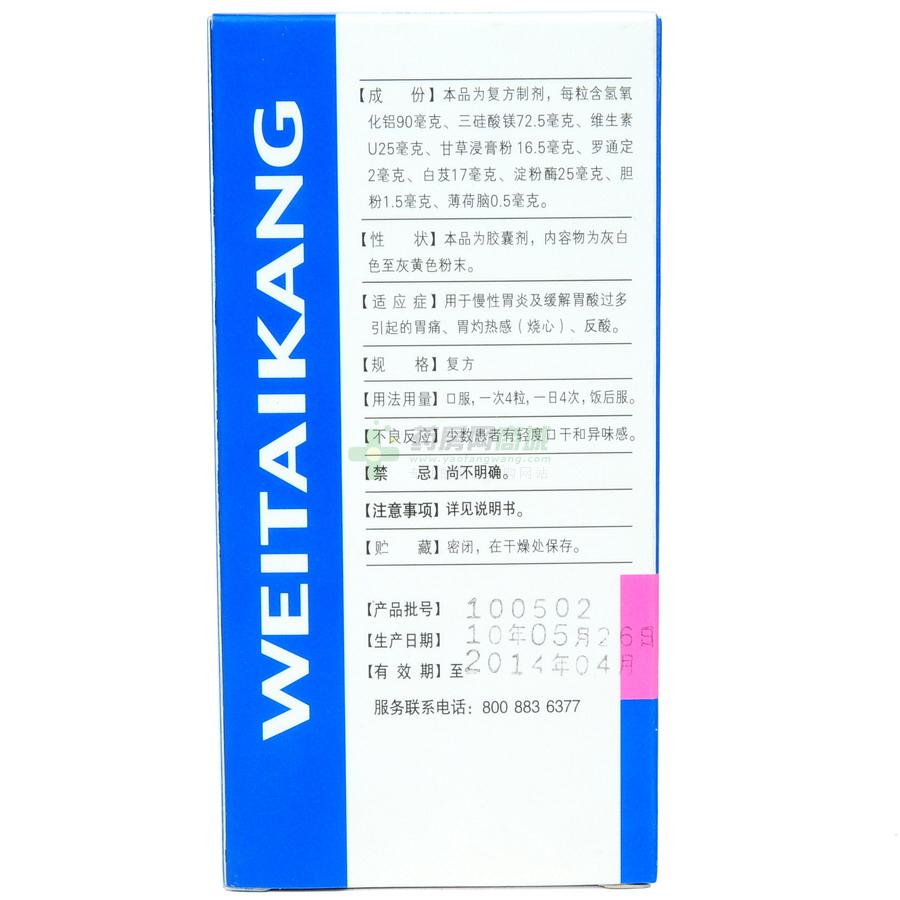 WEITAIKANG
【成 份】本品为复方制剂，每粒含氢氧
化铝90毫克、三硅酸镁72.5毫克、维生素
U25毫克、甘草浸膏粉16.5毫克、罗通定
2毫克、白芨17毫克、淀粉酶25毫克、胆
粉1.5毫克、薄荷脑0.5毫克。
【性 状】本品为胶囊剂，内容物为灰白
色至灰黄色粉末。
【适应症】用于慢性胃炎及缓解胃酸过多
引起的胃痛、胃灼热感（烧心）、反酸。
【规 格】复方
【用法用量】口服，一次4粒，一日4次，饭后服。
【不良反应】少数患者有轻度口干和异味感。
药房网商城
www.yaofangwang.com
【禁 忌】尚不明确。
购网站
【注意事项】详见说明书。
【贮 藏】密闭，在干燥处保存。
【产品批号】100502
【生产日期】10年05月26日
【有效期】至2014年04月
服务联系电话：800 883 6377